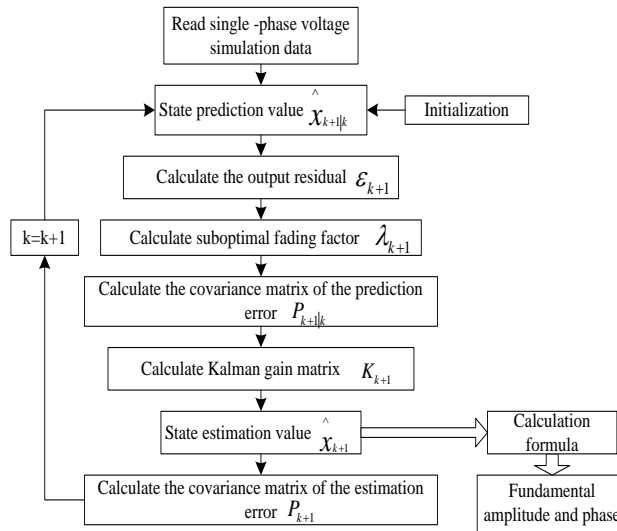 Read single -phase voltage
simulation data
State prediction value x̂ₖ₊₁|ₖ
Initialization
Calculate the output residual εₖ₊₁
k=k+1
Calculate suboptimal fading factor λₖ₊₁
Calculate the covariance matrix of the prediction
error Pₖ₊₁|ₖ
Calculate Kalman gain matrix Kₖ₊₁
State estimation value x̂ₖ₊₁
Calculation
formula
Calculate the covariance matrix of the estimation
error Pₖ₊₁
Fundamental
amplitude and phase